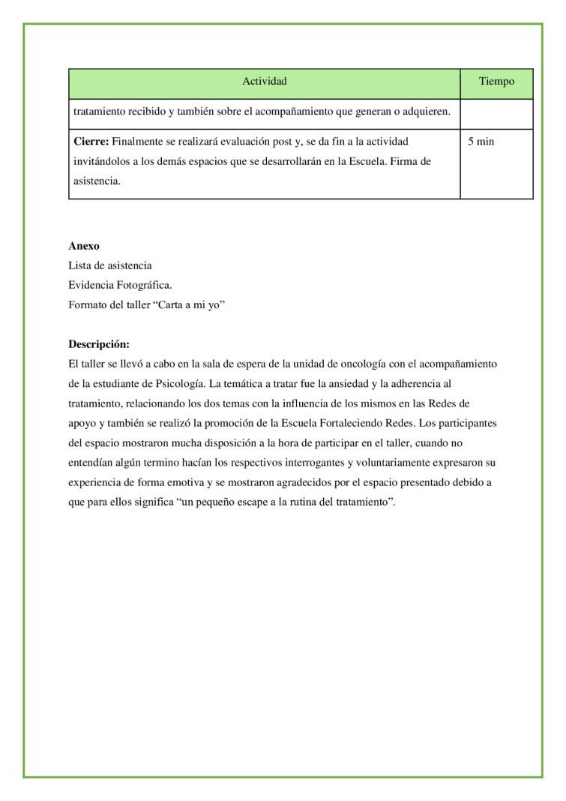 Actividad Tiempo
tratamiento recibido y también sobre el acompañamiento que generan o adquieren.
Cierre: Finalmente se realizará evaluación post y, se da fin a la actividad 5 min
invitándolos a los demás espacios que se desarrollarán en la Escuela. Firma de
asistencia.
Anexo
Lista de asistencia
Evidencia Fotográfica.
Formato del taller “Carta a mi yo”
Descripción:
El taller se llevó a cabo en la sala de espera de la unidad de oncología con el acompañamiento
de la estudiante de Psicología. La temática a tratar fue la ansiedad y la adherencia al
tratamiento, relacionando los dos temas con la influencia de los mismos en las Redes de
apoyo y también se realizó la promoción de la Escuela Fortaleciendo Redes. Los participantes
del espacio mostraron mucha disposición a la hora de participar en el taller, cuando no
entendían algún termino hacían los respectivos interrogantes y voluntariamente expresaron su
experiencia de forma emotiva y se mostraron agradecidos por el espacio presentado debido a
que para ellos significa “un pequeño escape a la rutina del tratamiento”.